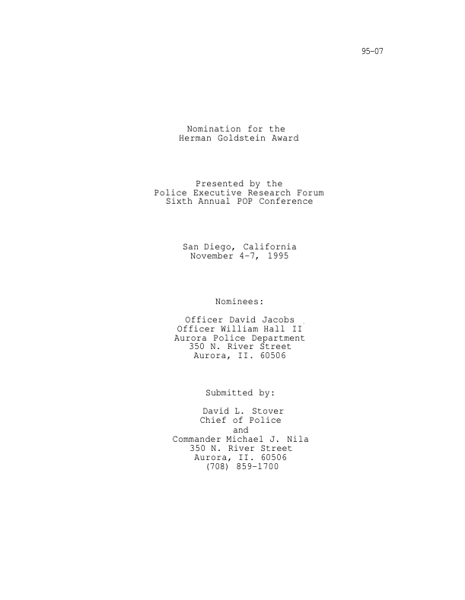 95-07
Nomination for the
Herman Goldstein Award
Presented by the
Police Executive Research Forum
Sixth Annual POP Conference
San Diego, California
November 4-7, 1995
Nominees:
Officer David Jacobs
Officer William Hall II
Aurora Police Department
350 N. River Street
Aurora, II. 60506
Submitted by:
David L. Stover
Chief of Police
and
Commander Michael J. Nila
350 N. River Street
Aurora, II. 60506
(708) 859-1700